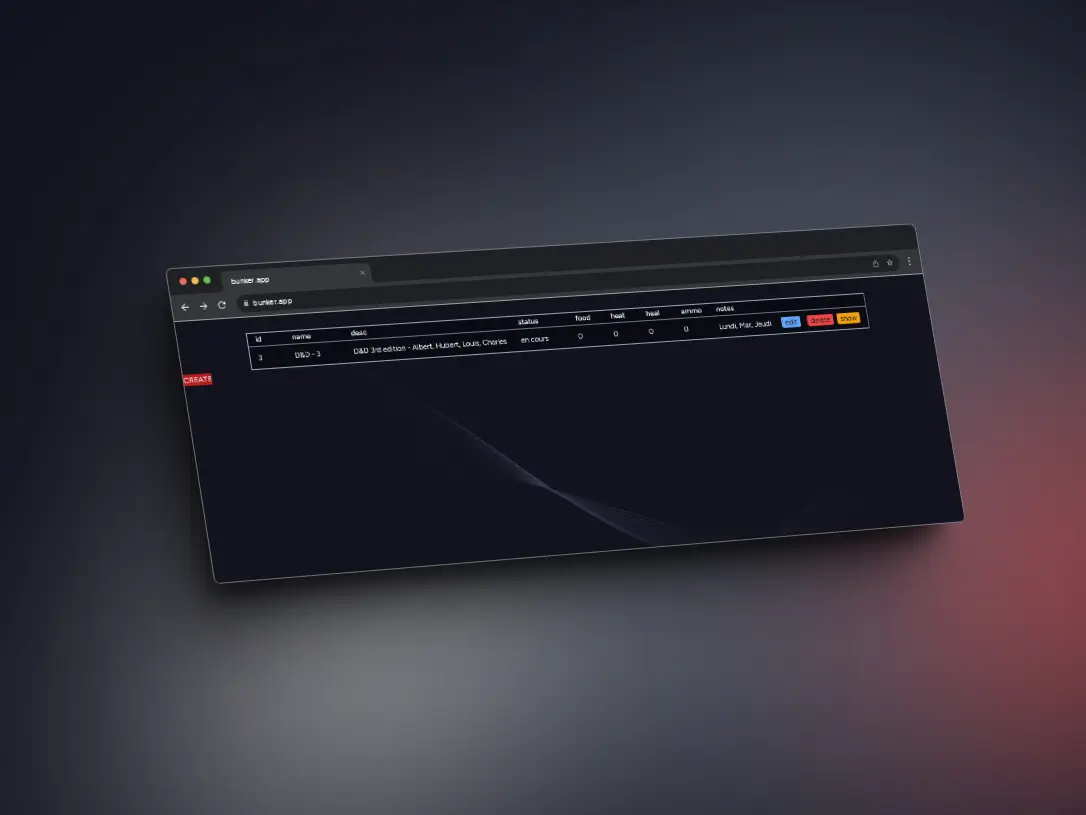 bunker.app
bunker.app
id name desc status food heal heal ammo notes
3 D&D - 3 D&D 3rd edition - Albert, Hubert, Louis, Charles en cours 0 0 0 0 Lundi, Mar, Jeudi edit delete show
CREATE